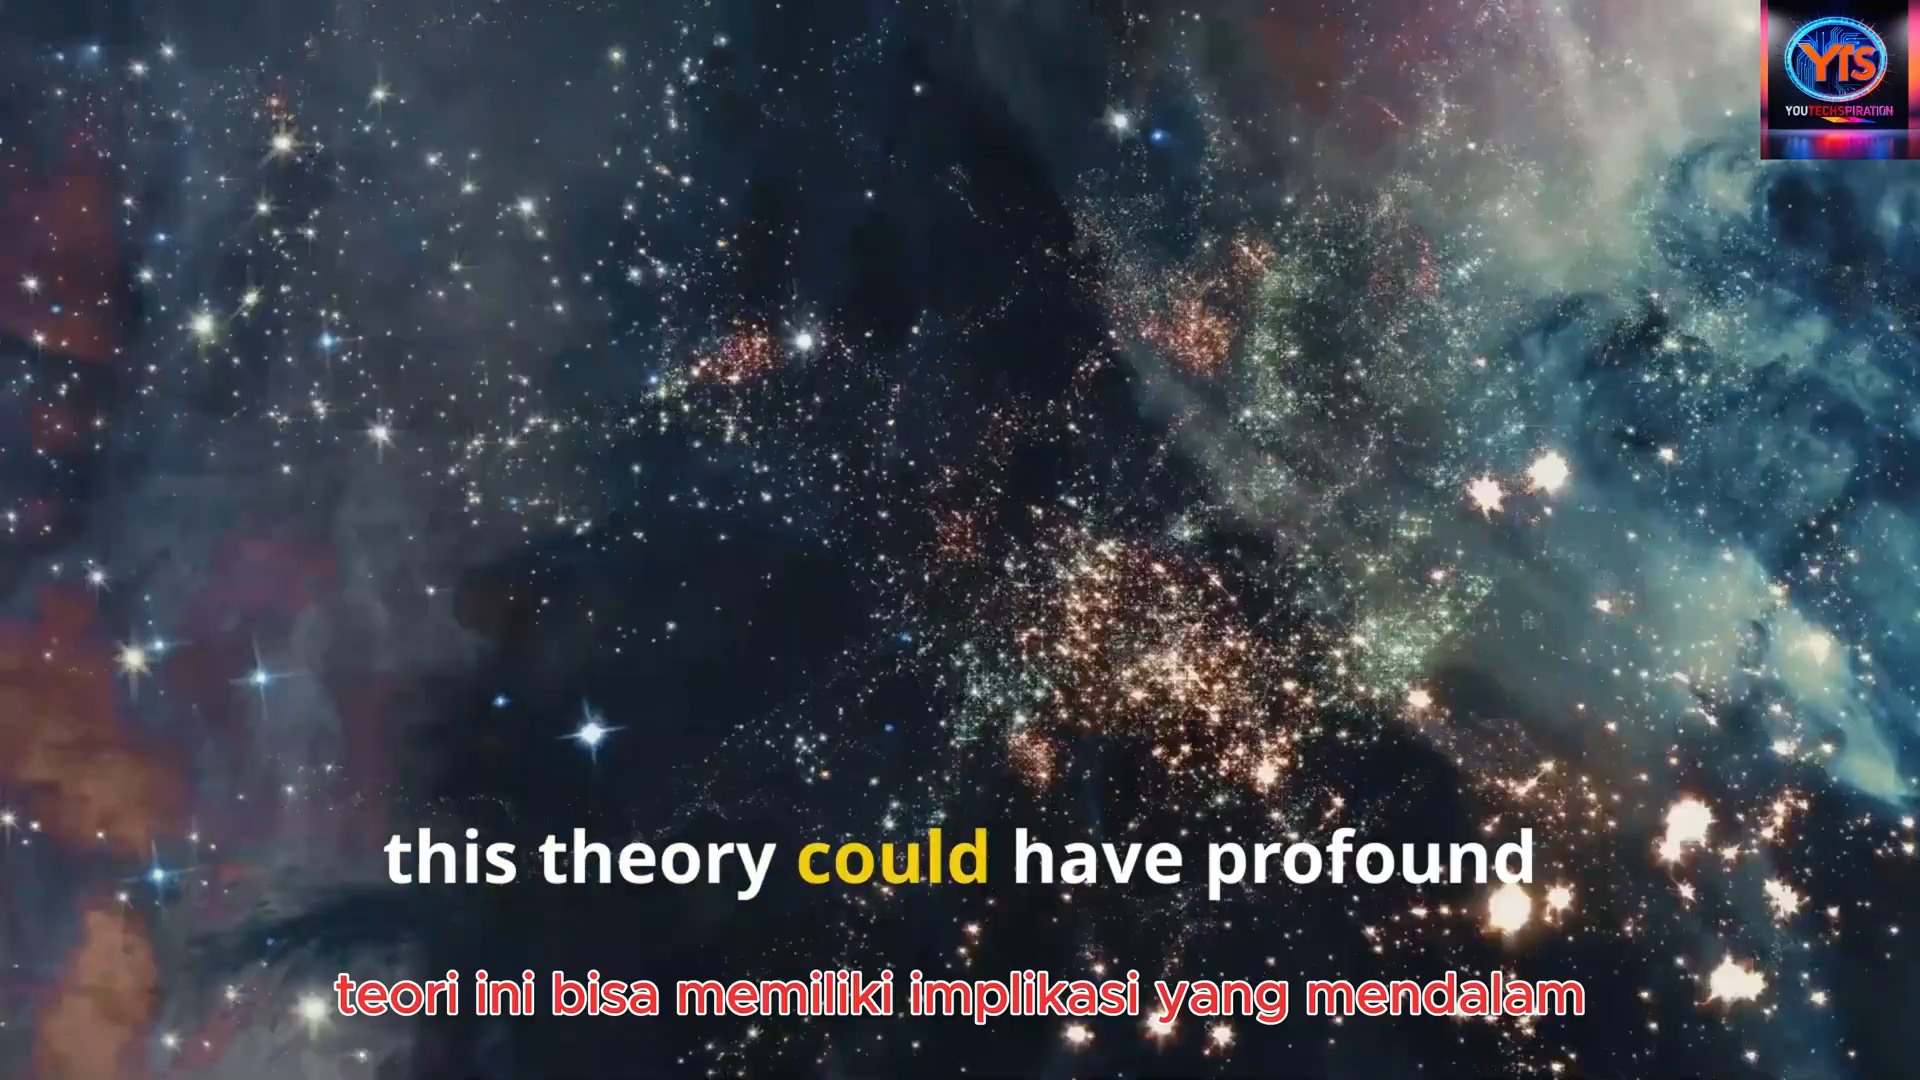 YTS
YOUTECHSPIRATION
this theory could have profound
teori ini bisa memiliki implikasi yang mendalam